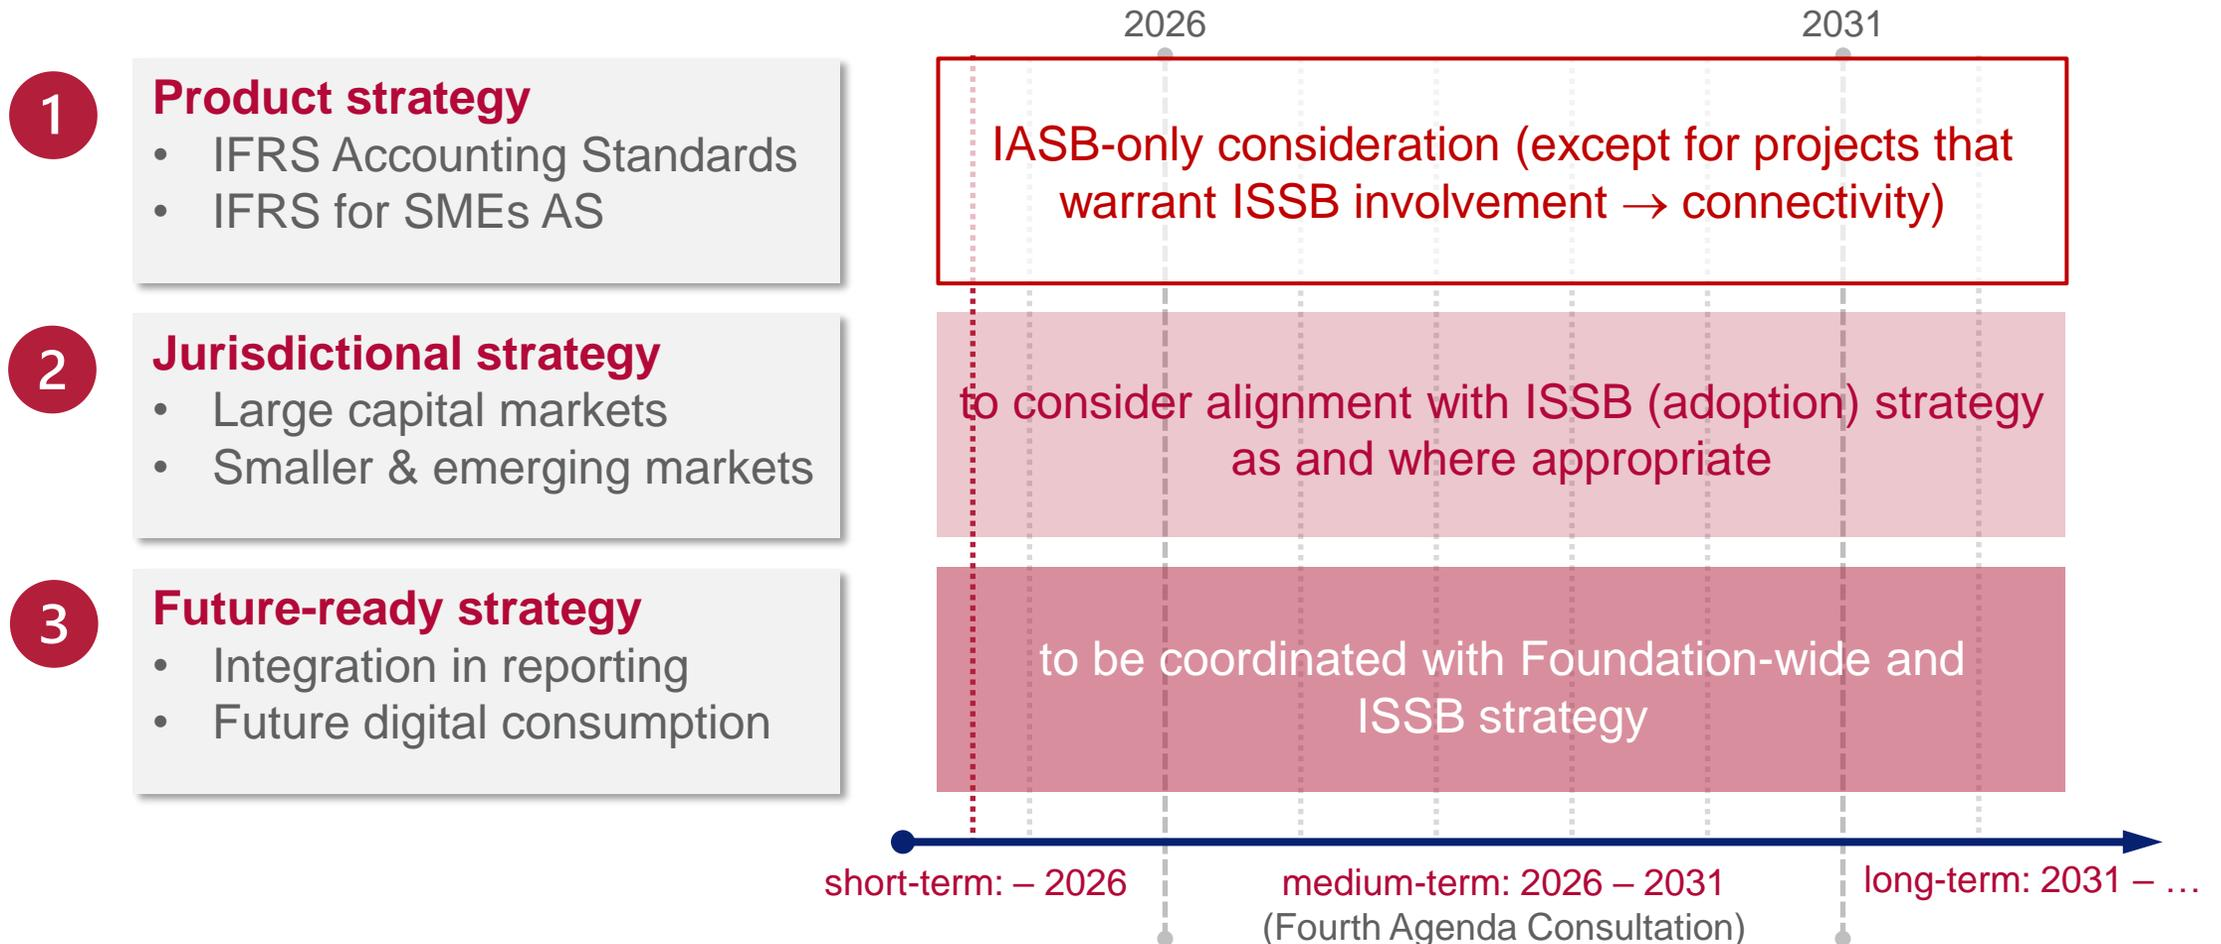 2026
2031
1
Product strategy
• IFRS Accounting Standards
• IFRS for SMEs AS
IASB-only consideration (except for projects that
warrant ISSB involvement → connectivity)
2
Jurisdictional strategy
• Large capital markets
• Smaller & emerging markets
to consider alignment with ISSB (adoption) strategy
as and where appropriate
3
Future-ready strategy
• Integration in reporting
• Future digital consumption
to be coordinated with Foundation-wide and
ISSB strategy
short-term: – 2026
medium-term: 2026 – 2031
(Fourth Agenda Consultation)
long-term: 2031 – …